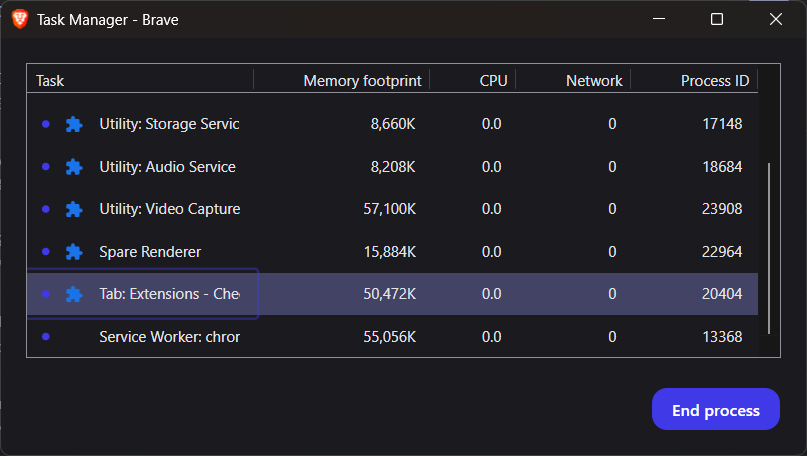 Task Manager - Brave
Task Memory footprint CPU Network Process ID
Utility: Storage Servic 8,660K 0.0 0 17148
Utility: Audio Service 8,208K 0.0 0 18684
Utility: Video Capture 57,100K 0.0 0 23908
Spare Renderer 15,884K 0.0 0 22964
Tab: Extensions - Che 50,472K 0.0 0 20404
Service Worker: chror 55,056K 0.0 0 13368
End process